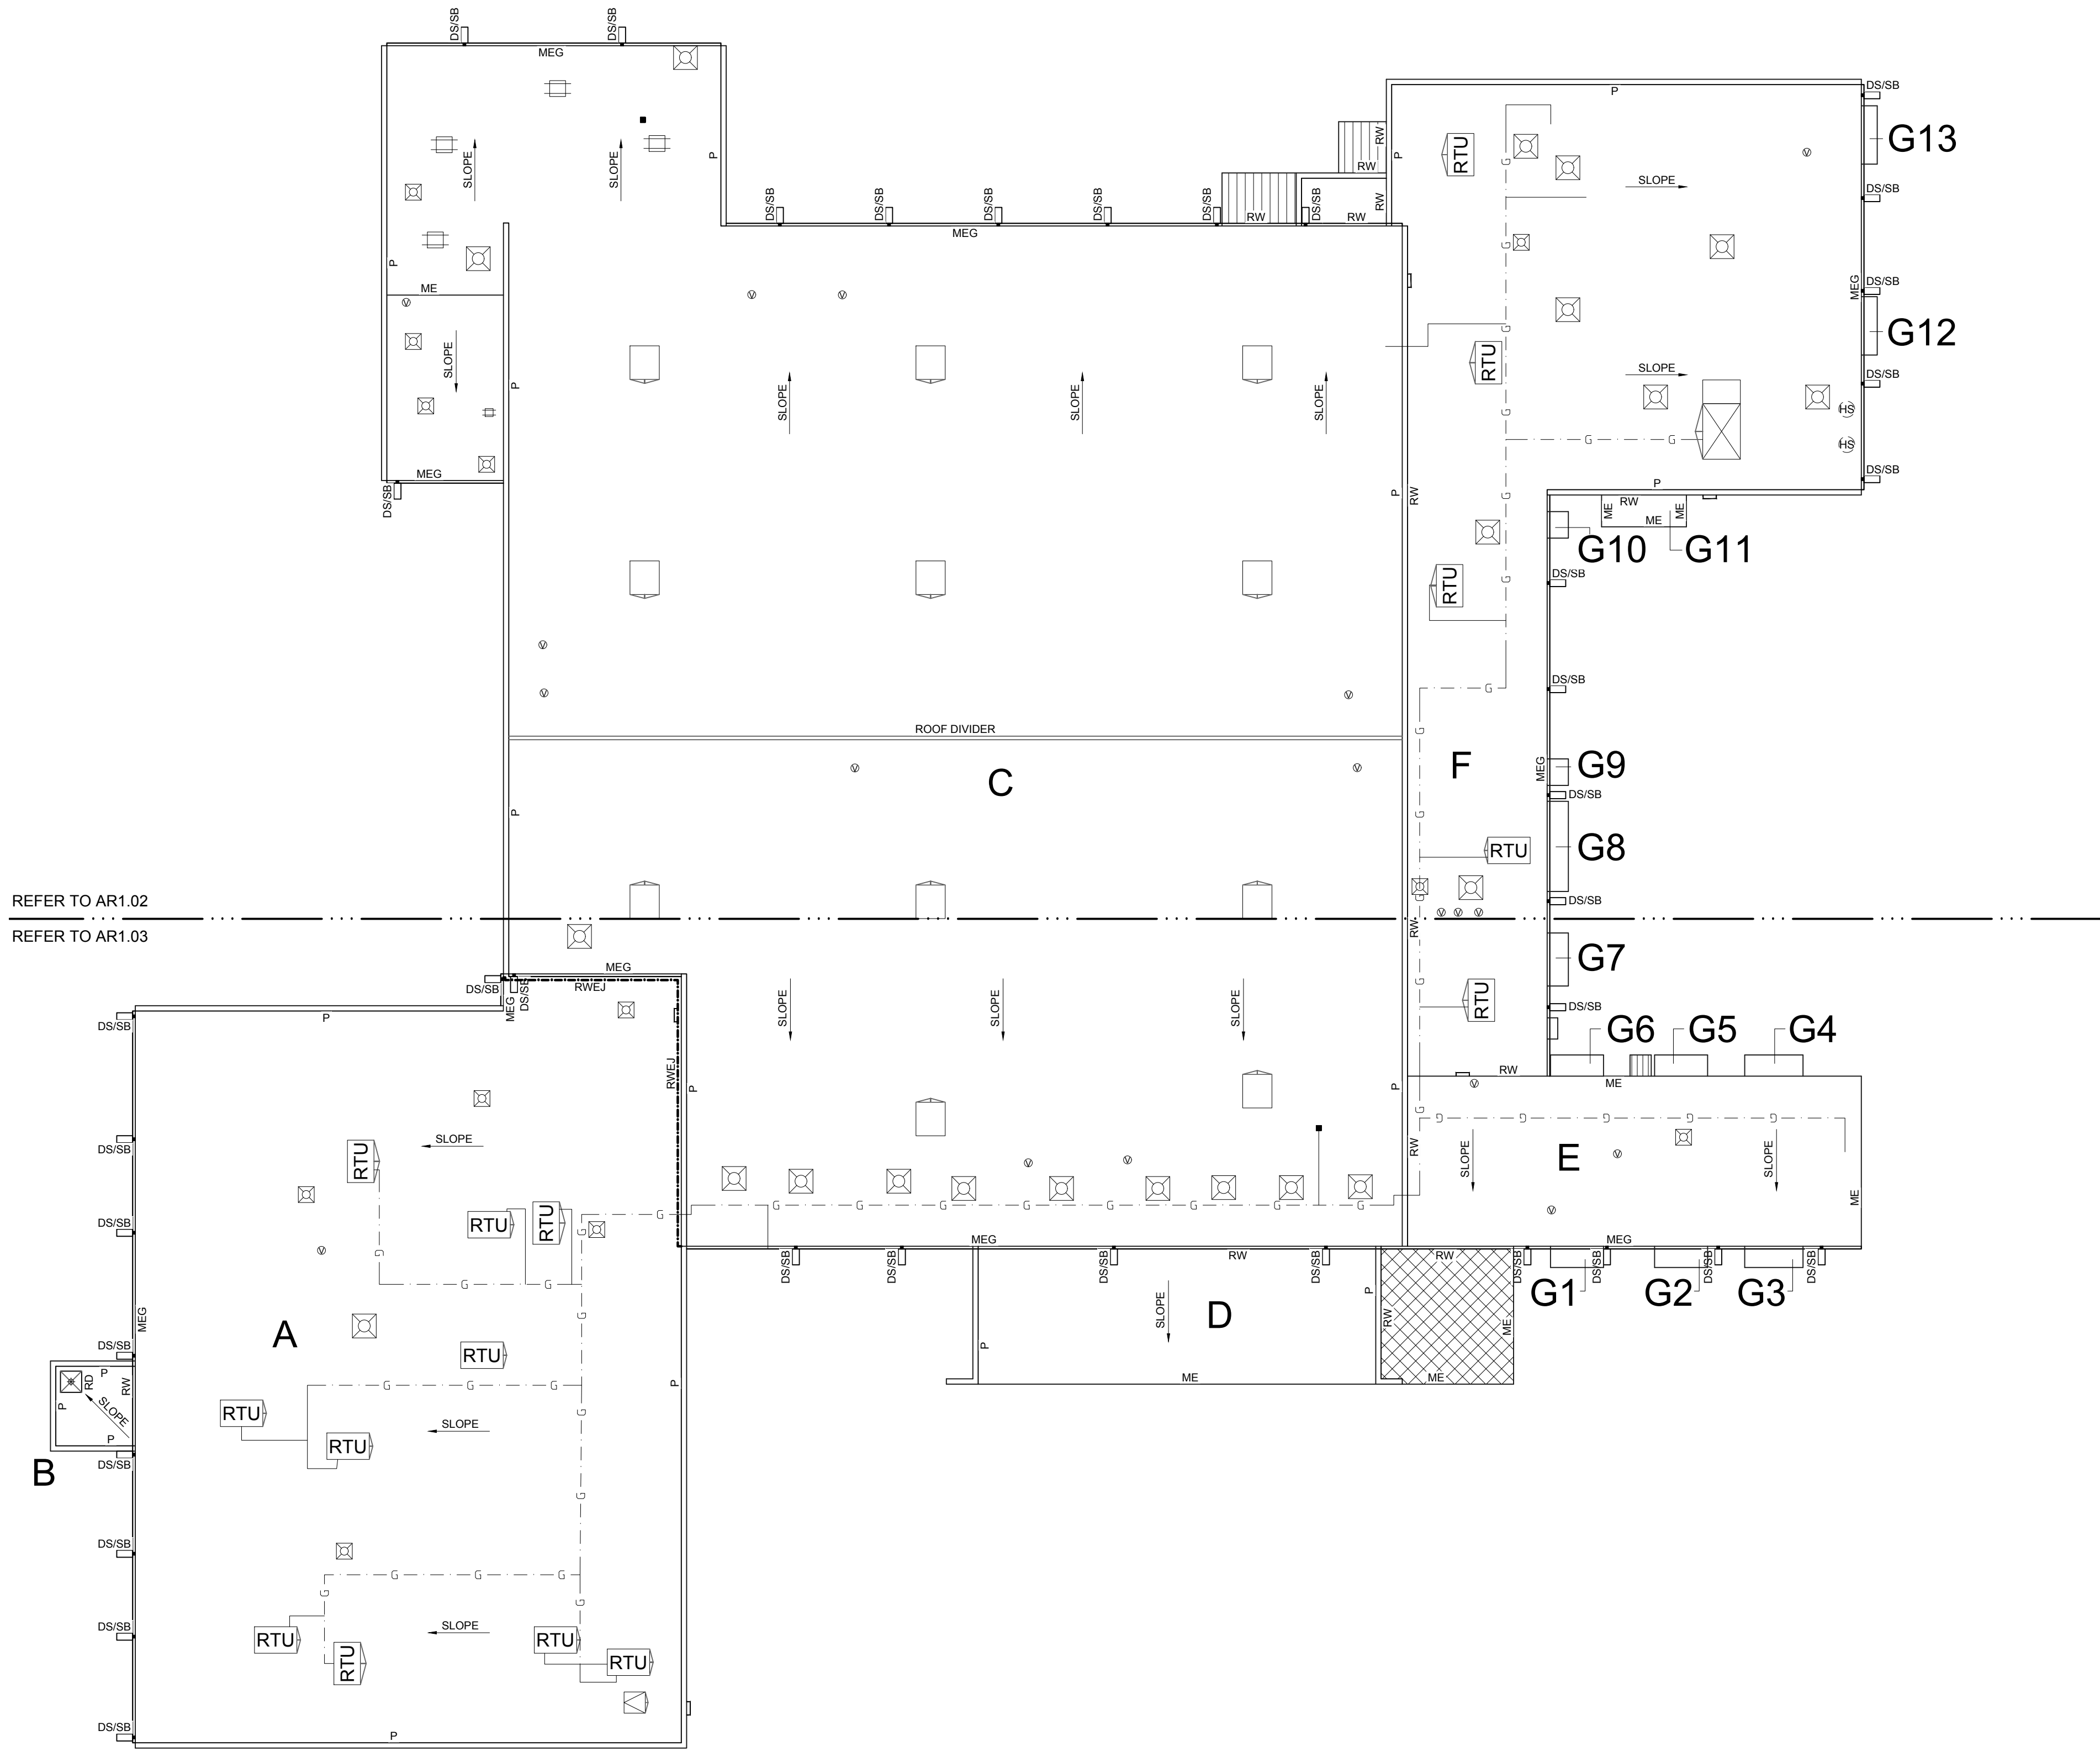 DS/SB
DS/SB
MEG
P
DS/SB
G13
RTU
RW
P
P
V
RW
SLOPE
SLOPE
SLOPE
DS/SB
RW
DS/SB
DS/SB
DS/SB
DS/SB
DS/SB
DS/SB
RW
RW
MEG
G
G
P
ME
V
V
V
DS/SB
MEG
G12
G
RTU
SLOPE
SLOPE
DS/SB
P
SLOPE
SLOPE
SLOPE
HS
G
G
G
HS
MEG
DS/SB
P
RW
P
DS/SB
G
RW
ME
ME
ME
G10
G11
RTU
G
DS/SB
V
V
V
G
DS/SB
ROOF DIVIDER
C
F
MEG
G9
G
V
V
DS/SB
P
G
RTU
G8
G
REFER TO AR1.02
G
DS/SB
V
V
V
RW
REFER TO AR1.03
G7
MEG
DS/SB
RWEJ
DS/SB
MEG
G
RTU
SLOPE
SLOPE
SLOPE
DS/SB
P
DS/SB
G6
G5
G4
RWEJ
P
P
RW
V
ME
G
G
G
G
G
G
SLOPE
DS/SB
RTU
RW
SLOPE
E
V
SLOPE
V
V
ME
G
G
G
G
G
G
G
G
G
V
RTU
RTU
G
DS/SB
V
G
MEG
RW
RW
MEG
DS/SB
DS/SB
DS/SB
DS/SB
DS/SB
DS/SB
DS/SB
DS/SB
G
G
G1
G2
G3
MEG
A
SLOPE
D
P
RW
ME
P
DS/SB
RTU
P
RD
RW
P
SLOPE
P
G
G
G
P
ME
ME
RTU
G
SLOPE
RTU
B
DS/SB
G
DS/SB
G
G
G
G
G
DS/SB
SLOPE
RTU
RTU
RTU
RTU
DS/SB
P